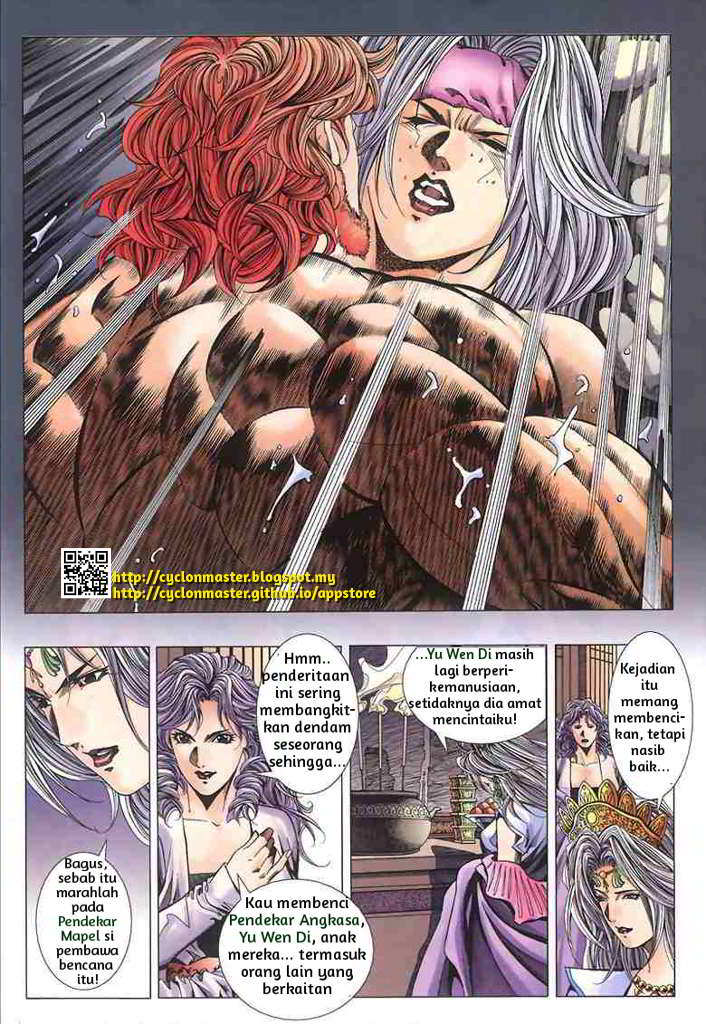 http://cyclonmaster.blogspot.my
http://cyclonmaster.github.io/appstore
Bagus,
sebab itu
marahlah
pada
Pendekar
Mapel si
pembawa
bencana
itu!
Hmm..
penderitaan
ini sering
membangkit-
kan dendam
seseorang
sehingga...
Kau membenci
Pendekar Angkasa,
Yu Wen Di, anak
mereka... termasuk
orang lain yang
berkaitan
...Yu Wen Di masih
lagi berperi-
kemanusiaan,
setidaknya dia amat
mencintaiku!
Kejadian
itu
memang
membenci-
kan, tetapi
nasib
baik...